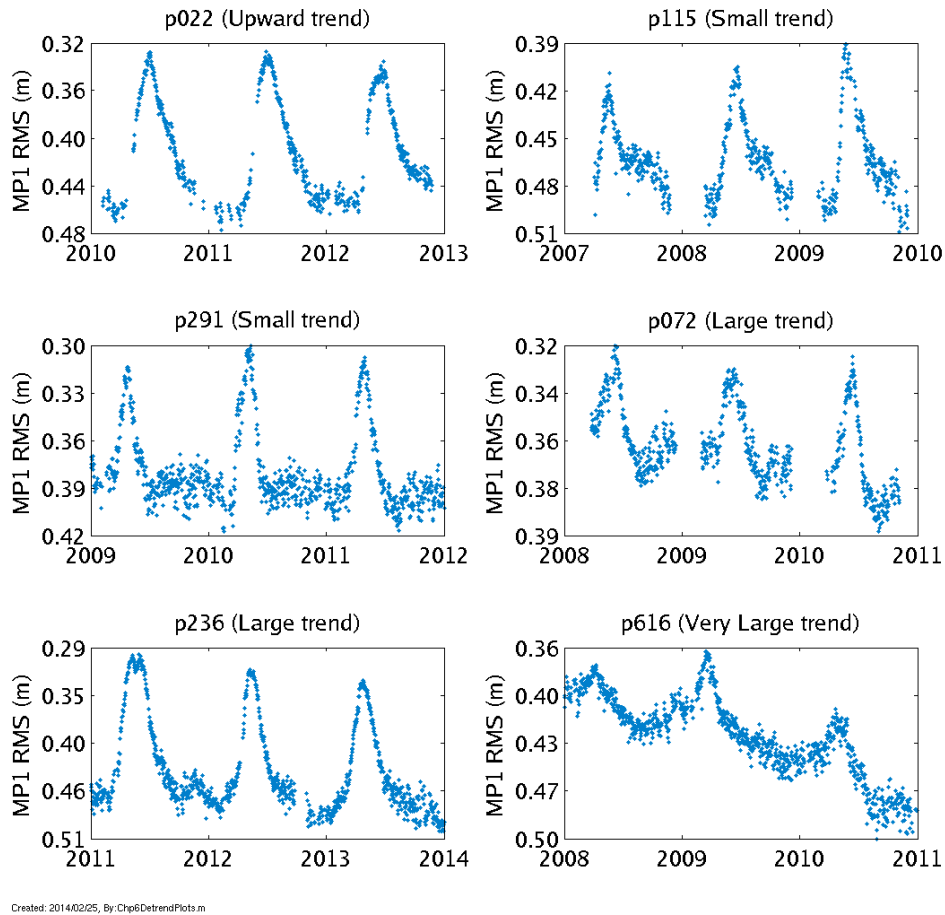 p022 (Upward trend)
MP1 RMS (m)
0.32
0.36
0.40
0.44
0.48
2010 2011 2012 2013
p115 (Small trend)
MP1 RMS (m)
0.39
0.42
0.45
0.48
0.51
2007 2008 2009 2010
p291 (Small trend)
MP1 RMS (m)
0.30
0.33
0.36
0.39
0.42
2009 2010 2011 2012
p072 (Large trend)
MP1 RMS (m)
0.32
0.34
0.36
0.38
0.39
2008 2009 2010 2011
p236 (Large trend)
MP1 RMS (m)
0.29
0.35
0.40
0.46
0.51
2011 2012 2013 2014
p616 (Very Large trend)
MP1 RMS (m)
0.36
0.40
0.43
0.47
0.50
2008 2009 2010 2011
Created: 2014/02/25, By:Chp6DetrendPlots.m